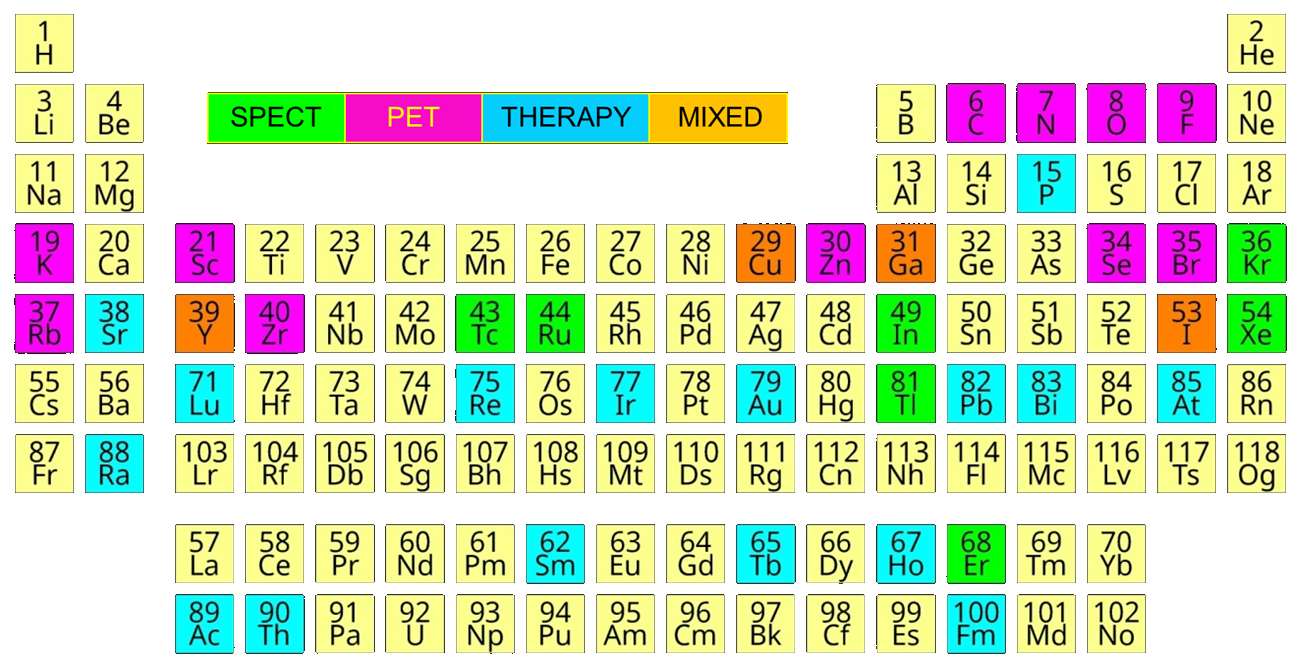 1 2
H He
3 4 SPECT PET THERAPY MIXED 5 6 7 8 9 10
Li Be B C N O F Ne
11 12 13 14 15 16 17 18
Na Mg Al Si P S Cl Ar
19 20 21 22 23 24 25 26 27 28 29 30 31 32 33 34 35 36
K Ca Sc Ti V Cr Mn Fe Co Ni Cu Zn Ga Ge As Se Br Kr
37 38 39 40 41 42 43 44 45 46 47 48 49 50 51 52 53 54
Rb Sr Y Zr Nb Mo Tc Ru Rh Pd Ag Cd In Sn Sb Te I Xe
55 56 71 72 73 74 75 76 77 78 79 80 81 82 83 84 85 86
Cs Ba Lu Hf Ta W Re Os Ir Pt Au Hg Tl Pb Bi Po At Rn
87 88 103 104 105 106 107 108 109 110 111 112 113 114 115 116 117 118
Fr Ra Lr Rf Db Sg Bh Hs Mt Ds Rg Cn Nh Fl Mc Lv Ts Og
57 58 59 60 61 62 63 64 65 66 67 68 69 70
La Ce Pr Nd Pm Sm Eu Gd Tb Dy Ho Er Tm Yb
89 90 91 92 93 94 95 96 97 98 99 100 101 102
Ac Th Pa U Np Pu Am Cm Bk Cf Es Fm Md No